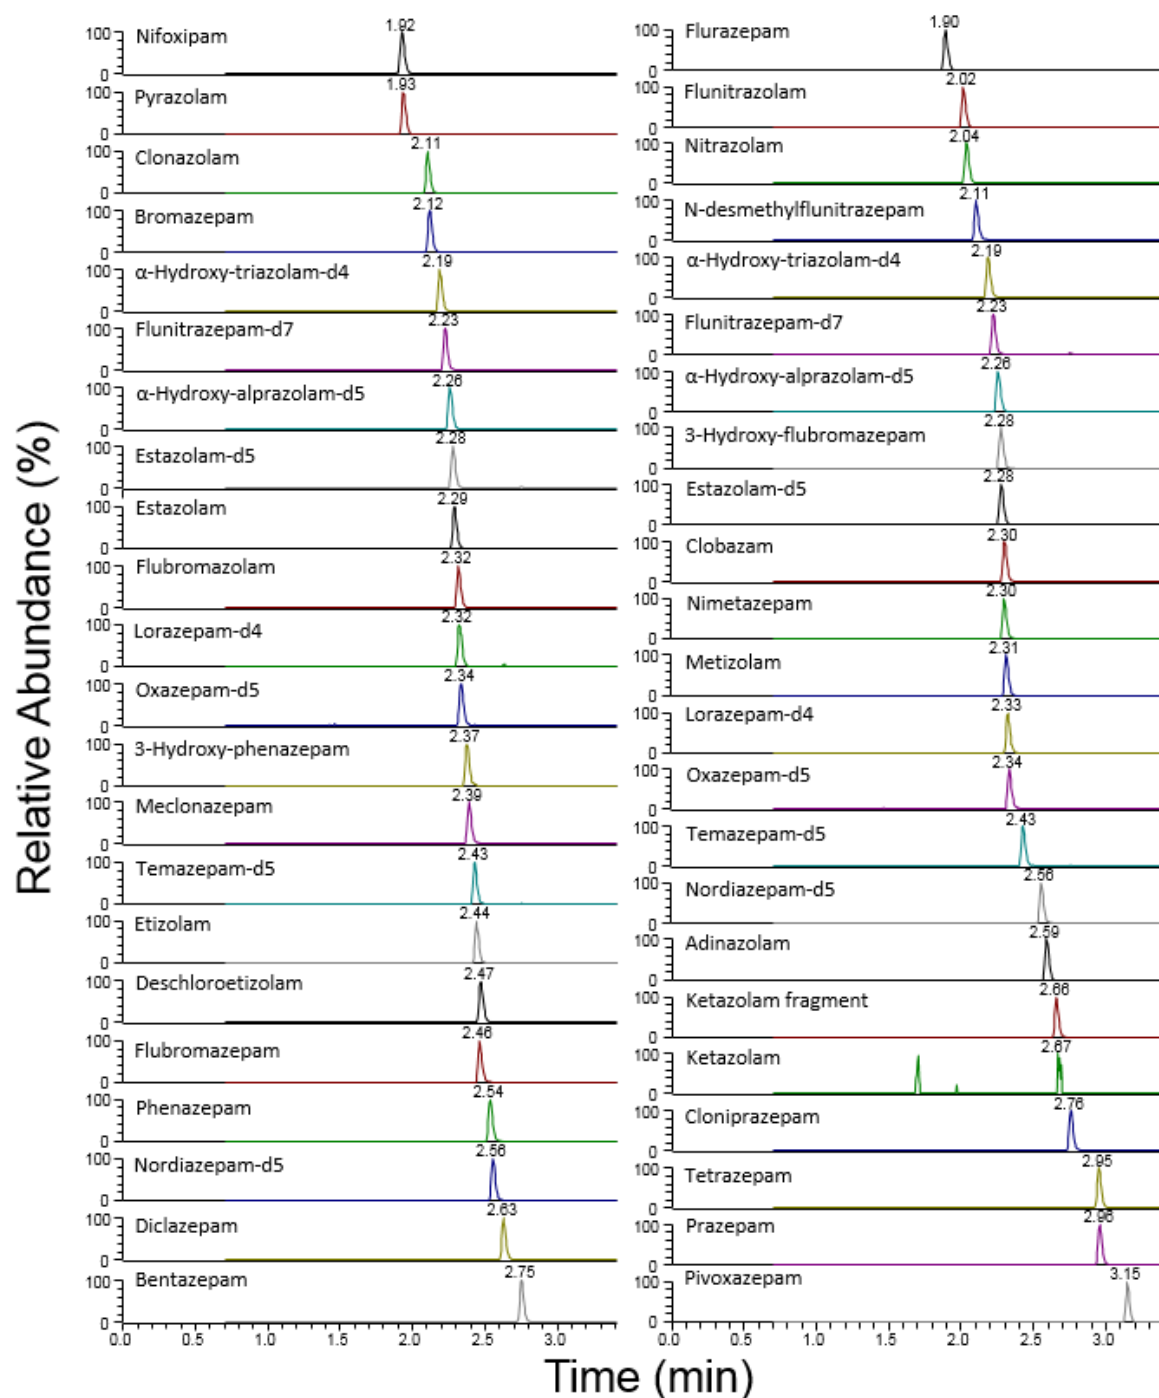 Relative Abundance (%)
Nifoxipam
1.92
100
0
Pyrazolam
1.93
100
0
Clonazolam
2.11
100
0
Bromazepam
2.12
100
0
α-Hydroxy-triazolam-d4
2.19
100
0
Flunitrazepam-d7
2.23
100
0
α-Hydroxy-alprazolam-d5
2.26
100
0
Estazolam-d5
2.28
100
0
Estazolam
2.29
100
0
Flubromazolam
2.32
100
0
Lorazepam-d4
2.32
100
0
Oxazepam-d5
2.34
100
0
3-Hydroxy-phenazepam
2.37
100
0
Meclonazepam
2.39
100
0
Temazepam-d5
2.43
100
0
Etizolam
2.44
100
0
Deschloroetizolam
2.47
100
0
Flubromazepam
2.46
100
0
Phenazepam
2.54
100
0
Nordiazepam-d5
2.56
100
0
Diclazepam
2.63
100
0
Bentazepam
2.75
100
0
0.0 0.5 1.0 1.5 2.0 2.5 3.0
Flurazepam
1.90
100
0
Flunitrazolam
2.02
100
0
Nitrazolam
2.04
100
0
N-desmethylflunitrazepam
2.11
100
0
α-Hydroxy-triazolam-d4
2.19
100
0
Flunitrazepam-d7
2.23
100
0
α-Hydroxy-alprazolam-d5
2.26
100
0
3-Hydroxy-flubromazepam
2.28
100
0
Estazolam-d5
2.28
100
0
Clobazam
2.30
100
0
Nimetazepam
2.30
100
0
Metizolam
2.31
100
0
Lorazepam-d4
2.33
100
0
Oxazepam-d5
2.34
100
0
Temazepam-d5
2.43
100
0
Nordiazepam-d5
2.56
100
0
Adinazolam
2.59
100
0
Ketazolam fragment
2.66
100
0
Ketazolam
2.67
100
0
Cloniprazepam
2.76
100
0
Tetrazepam
2.95
100
0
Prazepam
2.96
100
0
Pivoxazepam
3.15
100
0
0.0 0.5 1.0 1.5 2.0 2.5 3.0
Time (min)